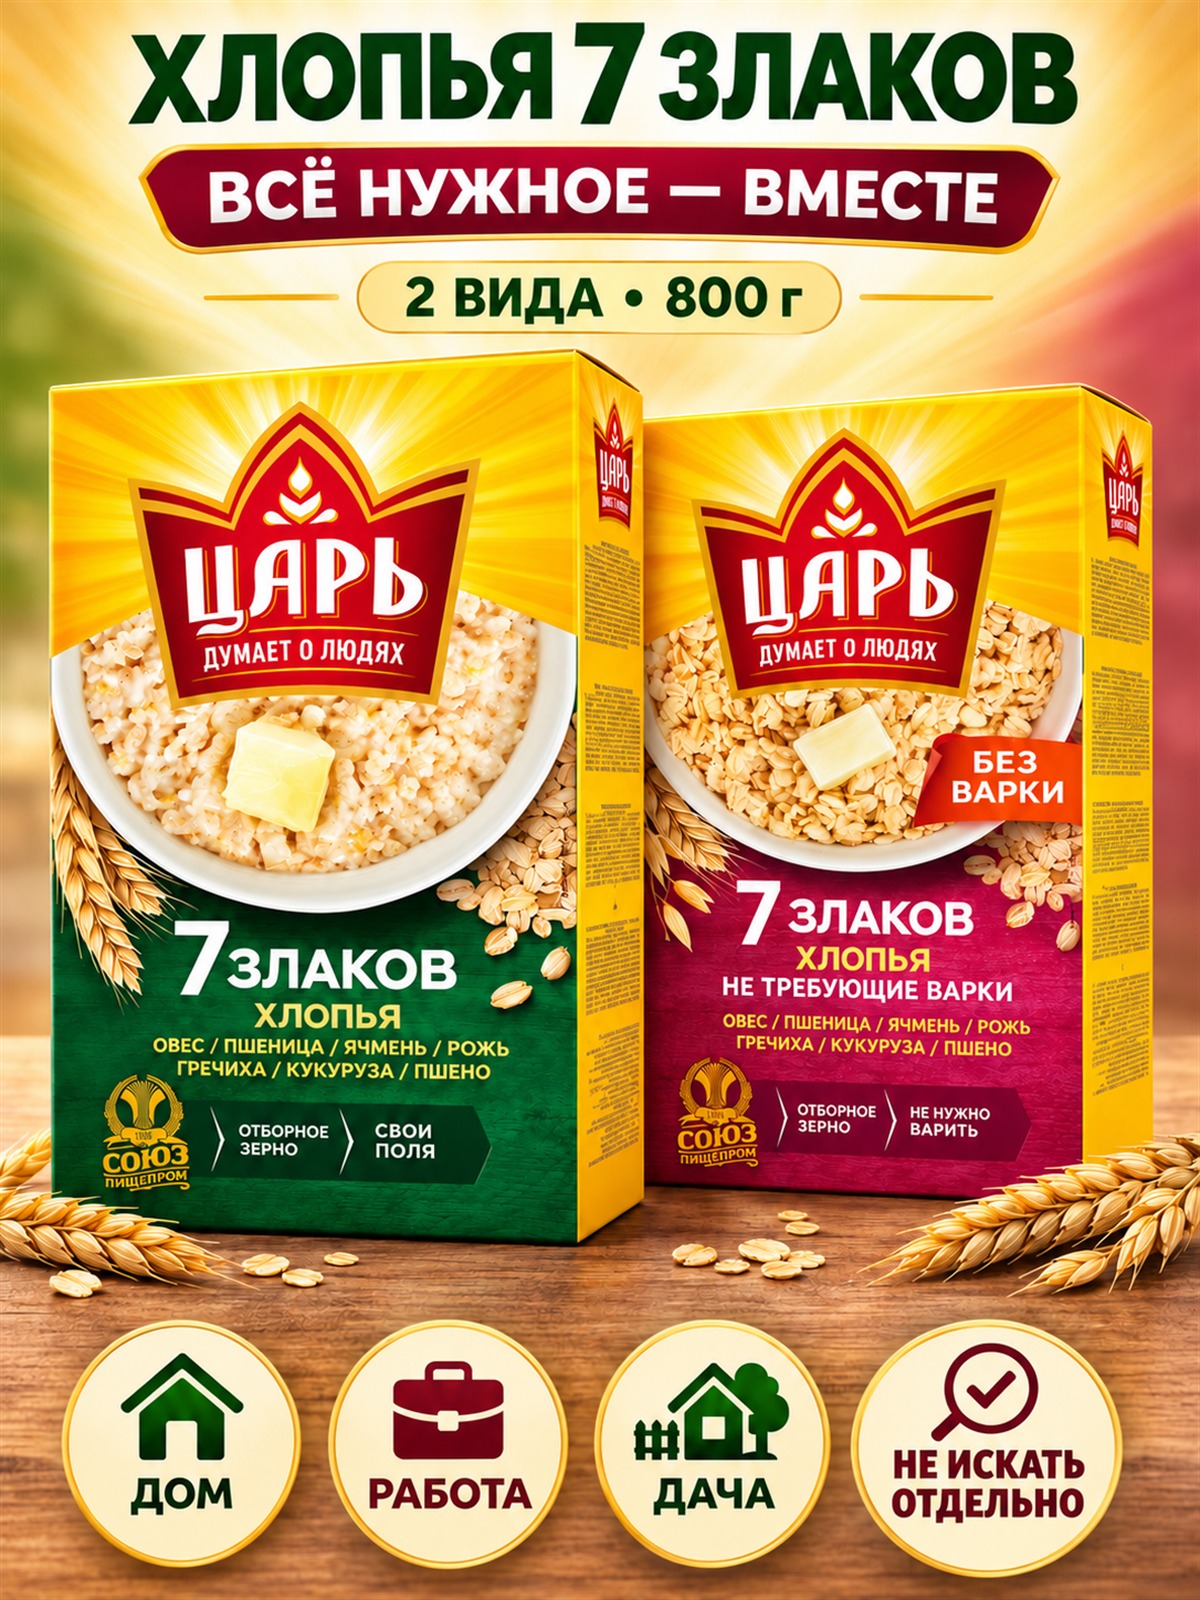 ХЛОПЬЯ 7 ЗЛАКОВ
ВСЁ НУЖНОЕ — ВМЕСТЕ
2 ВИДА • 800 г
ЦАРЬ
ДУМАЕТ О ЛЮДЯХ
7 ЗЛАКОВ
ХЛОПЬЯ
ОВЕС / ПШЕНИЦА / ЯЧМЕНЬ / РОЖЬ
ГРЕЧИХА / КУКУРУЗА / ПШЕНО
СОЮЗ
ПИЩЕПРОМ
ОТБОРНОЕ
ЗЕРНО
СВОИ
ПОЛЯ
ЦАРЬ
ЦАРЬ
ДУМАЕТ О ЛЮДЯХ
БЕЗ
ВАРКИ
7 ЗЛАКОВ
ХЛОПЬЯ
НЕ ТРЕБУЮЩИЕ ВАРКИ
ОВЕС / ПШЕНИЦА / ЯЧМЕНЬ / РОЖЬ
ГРЕЧИХА / КУКУРУЗА / ПШЕНО
СОЮЗ
ПИЩЕПРОМ
ОТБОРНОЕ
ЗЕРНО
НЕ НУЖНО
ВАРИТЬ
ЦАРЬ
ДОМ
РАБОТА
ДАЧА
НЕ ИСКАТЬ
ОТДЕЛЬНО